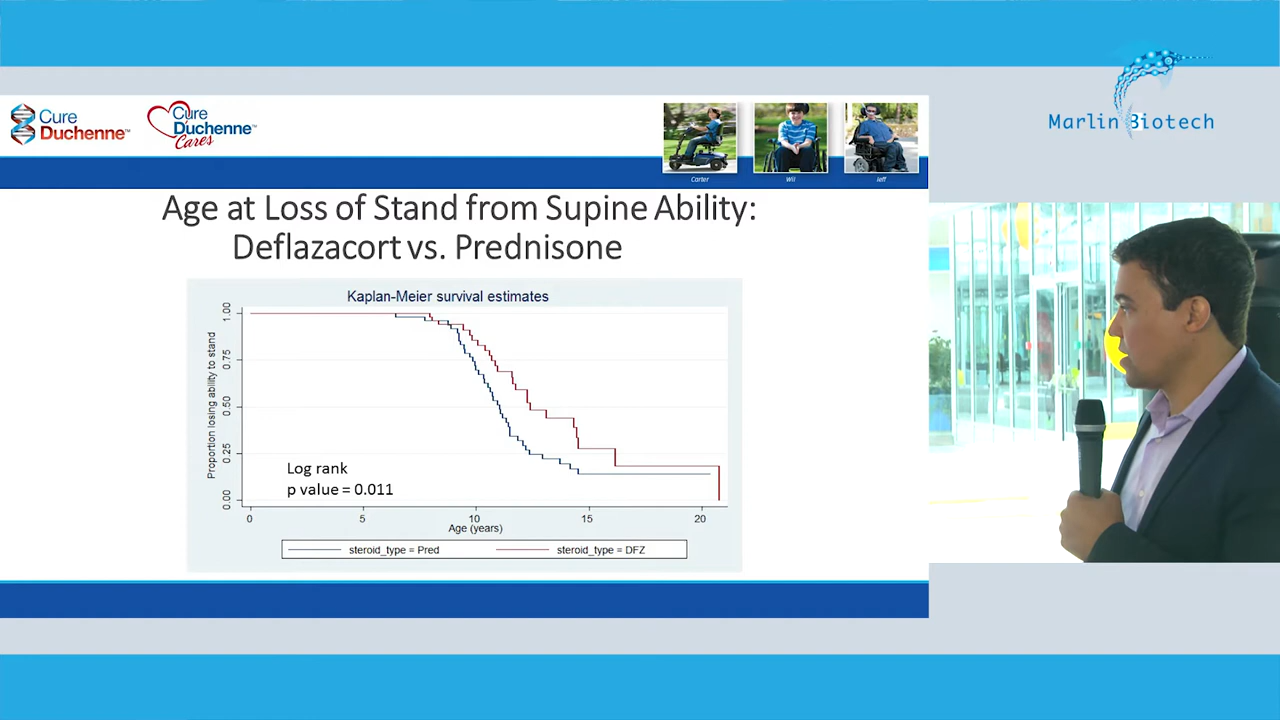 Cure
Duchenne™
Cure
Duchenne™
Cares
Carter
Wil
Jeff
Marlin Biotech
Age at Loss of Stand from Supine Ability:
Deflazacort vs. Prednisone
Kaplan-Meier survival estimates
Proportion losing ability to stand
1.00
0.75
0.50
0.25
0.00
Log rank
p value = 0.011
0 5 10 15 20
Age (years)
steroid_type = Pred steroid_type = DFZ